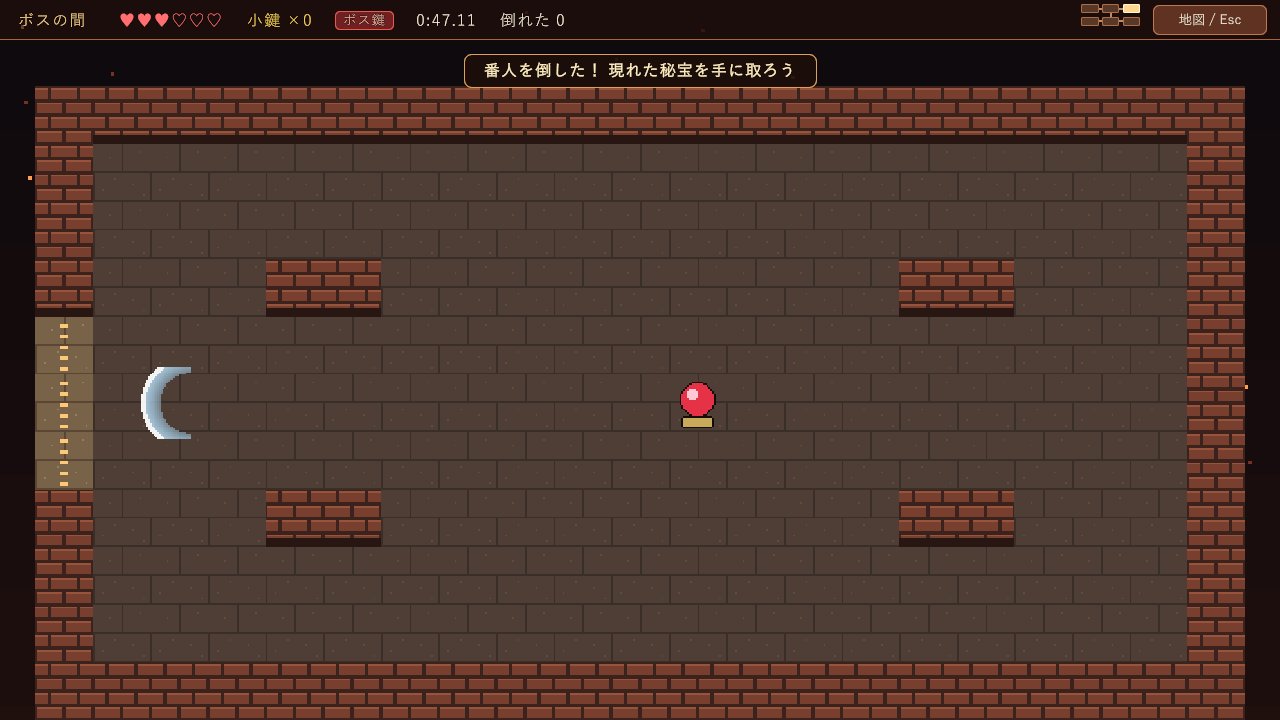 ボスの間 ♥♥♥♡♡♡ 小鍵 ×0 ボス鍵 0:47.11 倒れた 0 地図 / Esc
番人を倒した！ 現れた秘宝を手に取ろう